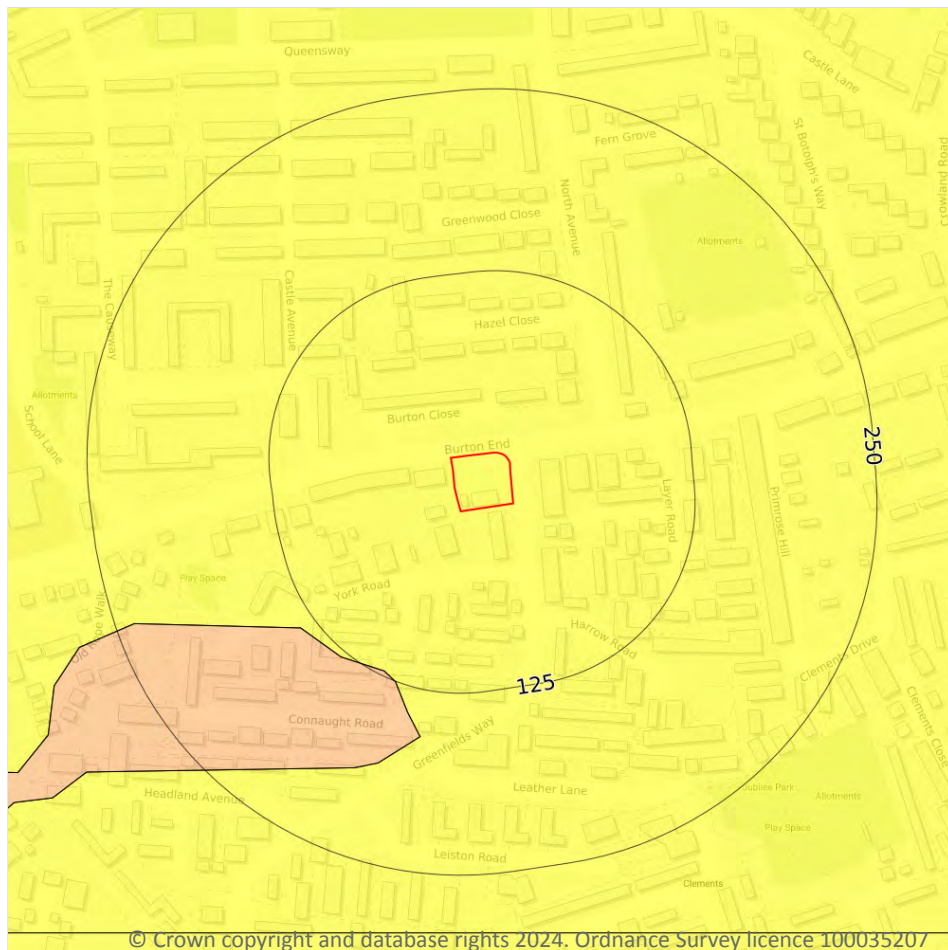 Queensway
Castle Lane
Fern Grove
St Botolph's Way
Crowland Road
North Avenue
Greenwood Close
Allotments
The Causeway
Castle Avenue
Hazel Close
Allotments
School Lane
Burton Close
Burton End
250
Layer Road
Primrose Hill
Play Space
York Road
Harrow Road
Clements Drive
125
Connaught Road
Greenfields Way
Clements Close
Headland Avenue
Leather Lane
Jubilee Park
Allotments
Play Space
Leiston Road
Clements
© Crown copyright and database rights 2024. Ordnance Survey licence 100035207